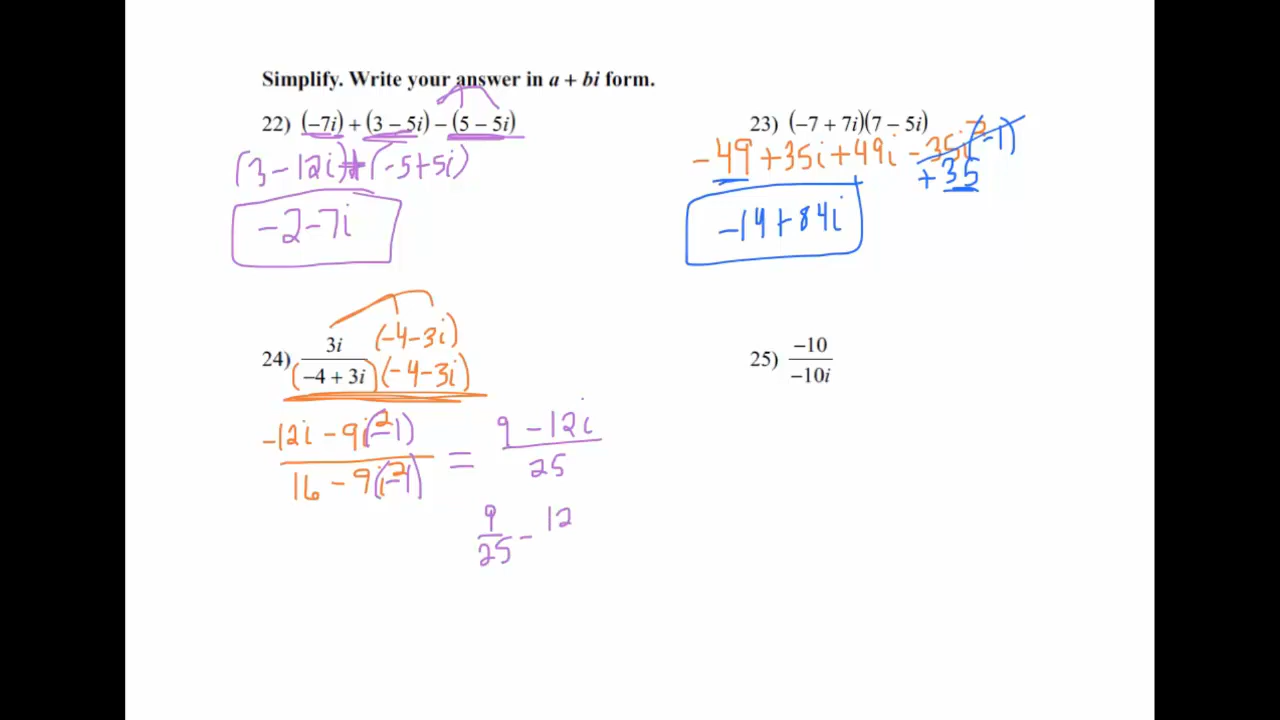 Simplify. Write your answer in a + bi form.
22) (−7i) + (3 − 5i) − (5 − 5i)
(3 − 12i) + (−5 + 5i)
−2 − 7i
23) (−7 + 7i)(7 − 5i)
−49 + 35i + 49i − 35i² (−1)
+35
−14 + 84i
24) 3i (−4 − 3i)
(−4 + 3i) (−4 − 3i)
−12i − 9i² (−1)
16 − 9i² (−1)
= 9 − 12i
25
9 − 12
25
25) −10
−10i